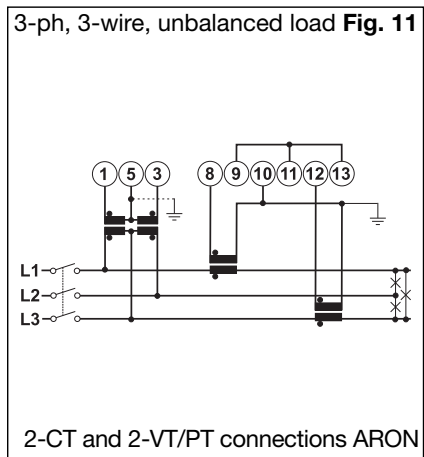 3-ph, 3-wire, unbalanced load Fig. 11
1 5 3 8 9 10 11 12 13
L1
L2
L3
2-CT and 2-VT/PT connections ARON